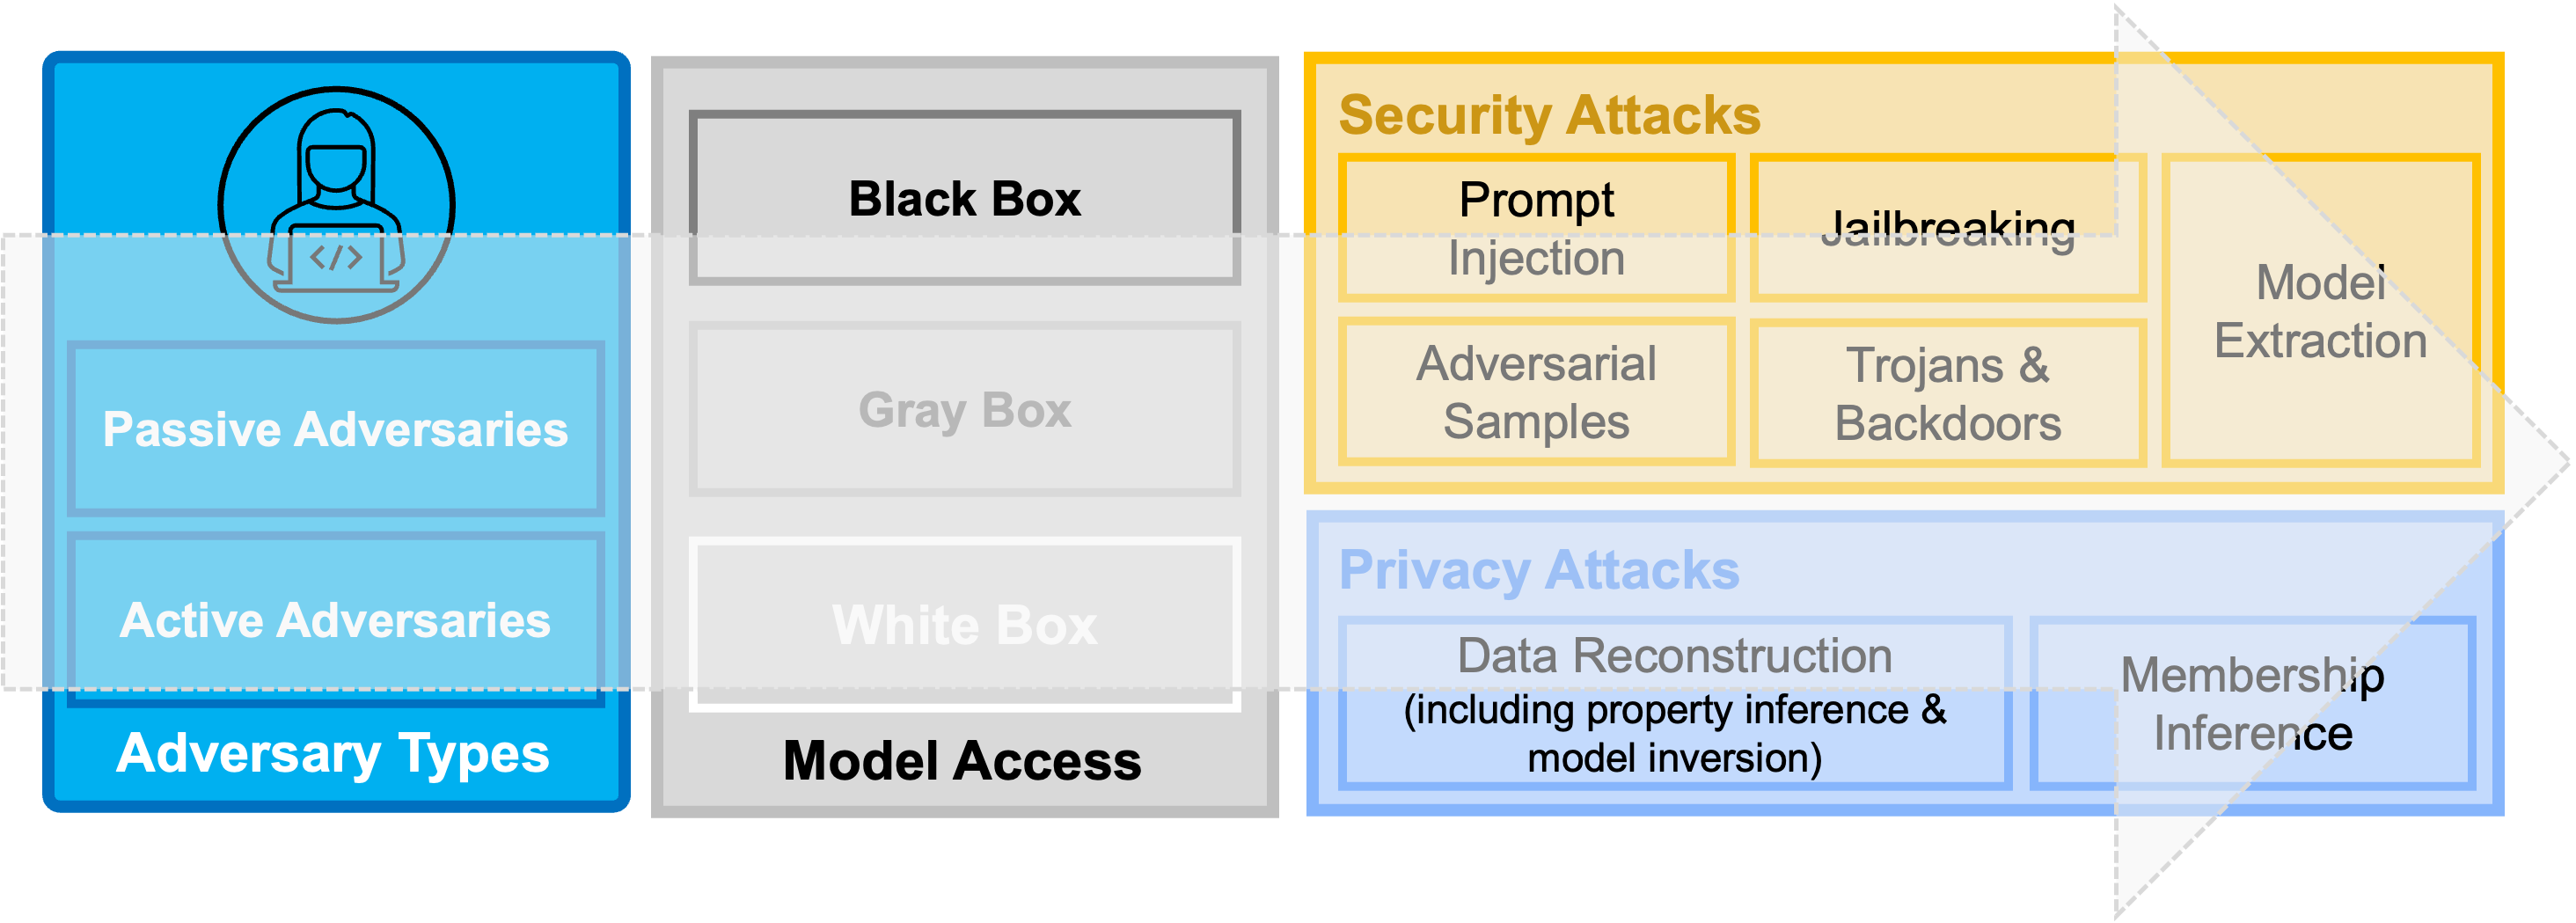 </>
Passive Adversaries
Active Adversaries
Adversary Types
Black Box
Gray Box
White Box
Model Access
Security Attacks
Prompt
Injection
Jailbreaking
Adversarial
Samples
Trojans &
Backdoors
Model
Extraction
Privacy Attacks
Data Reconstruction
(including property inference &
model inversion)
Membership
Inference